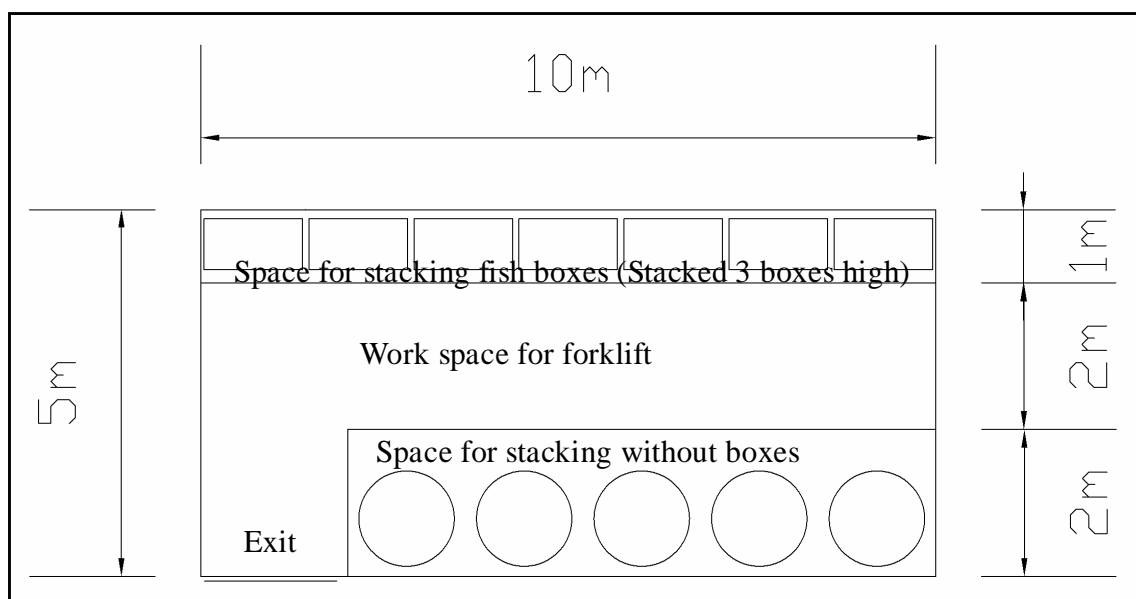 10m
1m
Space for stacking fish boxes (Stacked 3 boxes high)
Work space for forklift
5m
2m
Space for stacking without boxes
2m
Exit